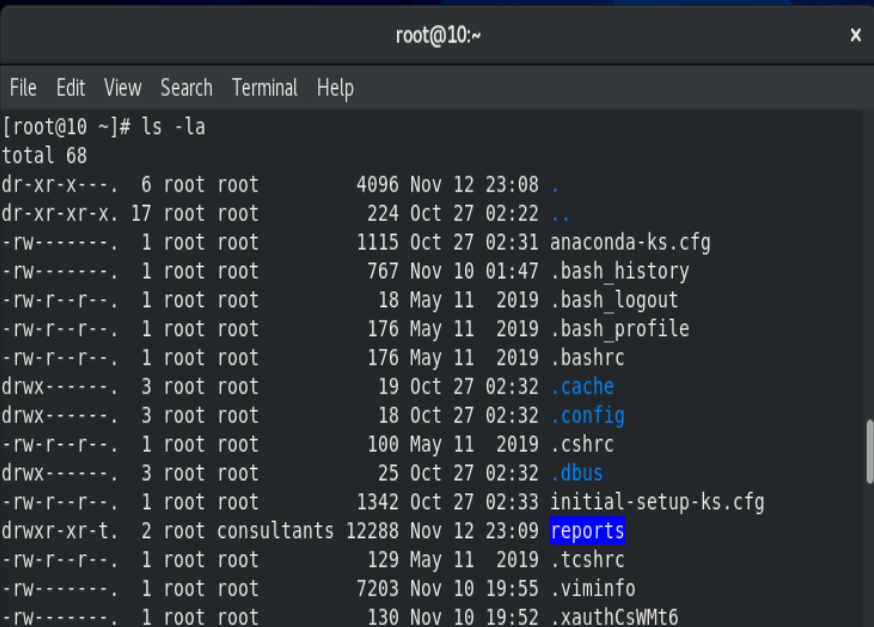 root@10:~ x
File Edit View Search Terminal Help
[root@10 ~]# ls -la
total 68
dr-xr-x---.  6 root root         4096 Nov 12 23:08 .
dr-xr-xr-x. 17 root root          224 Oct 27 02:22 ..
-rw-------.  1 root root         1115 Oct 27 02:31 anaconda-ks.cfg
-rw-------.  1 root root          767 Nov 10 01:47 .bash_history
-rw-r--r--.  1 root root           18 May 11  2019 .bash_logout
-rw-r--r--.  1 root root          176 May 11  2019 .bash_profile
-rw-r--r--.  1 root root          176 May 11  2019 .bashrc
drwx------.  3 root root           19 Oct 27 02:32 .cache
drwx------.  3 root root           18 Oct 27 02:32 .config
-rw-r--r--.  1 root root          100 May 11  2019 .cshrc
drwx------.  3 root root           25 Oct 27 02:32 .dbus
-rw-r--r--.  1 root root         1342 Oct 27 02:33 initial-setup-ks.cfg
drwxr-xr-t.  2 root consultants 12288 Nov 12 23:09 reports
-rw-r--r--.  1 root root          129 May 11  2019 .tcshrc
-rw-------.  1 root root         7203 Nov 10 19:55 .viminfo
-rw-------.  1 root root          130 Nov 10 19:52 .xauthCsWMt6